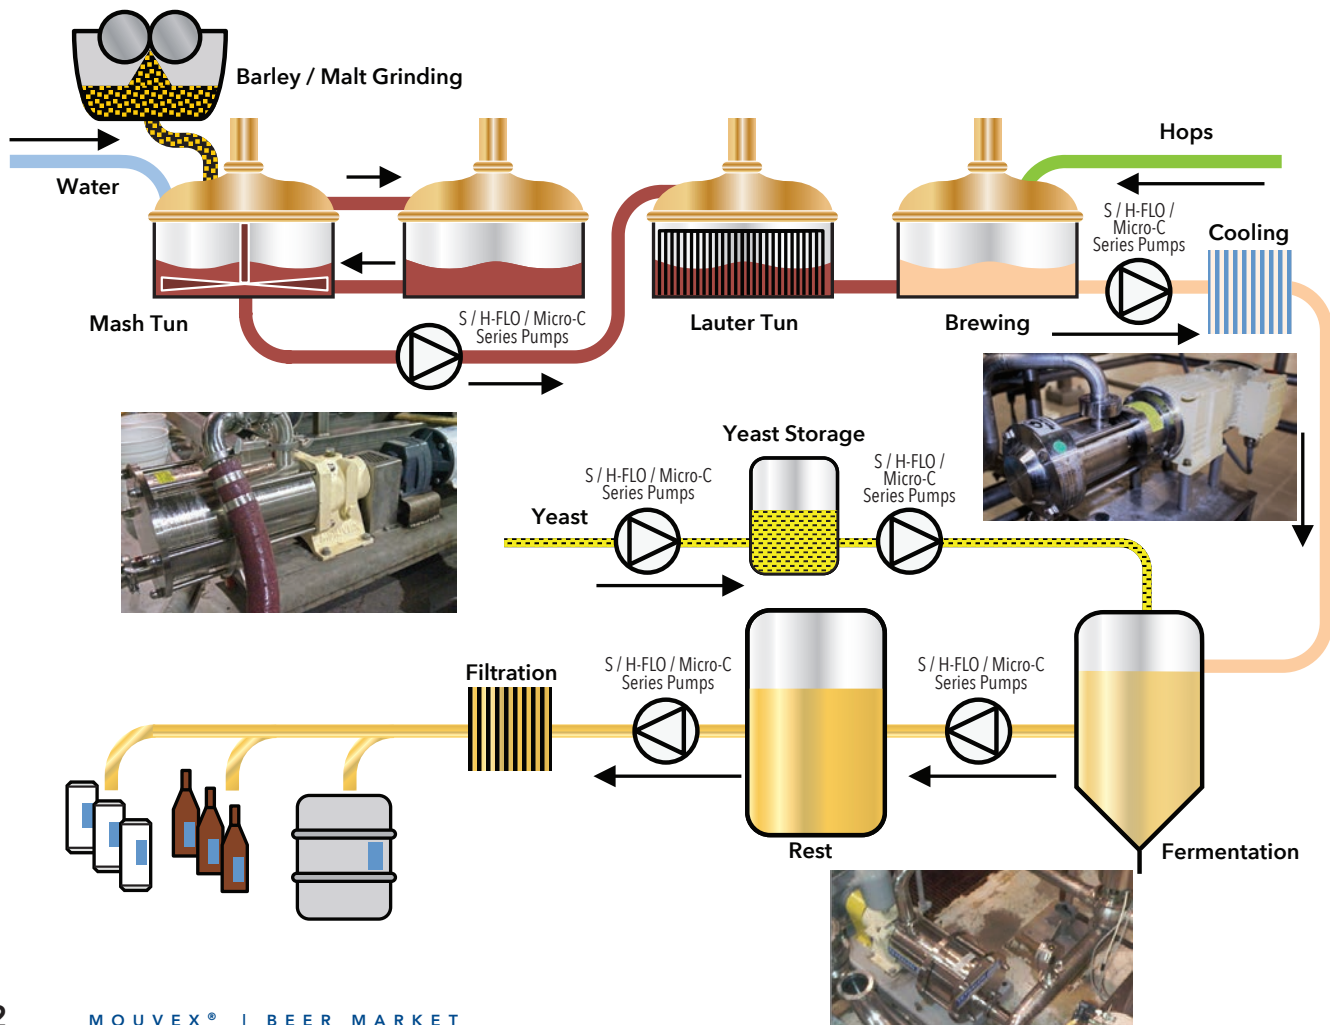 Barley / Malt Grinding
Water
Hops
S / H-FLO /
Micro-C
Series Pumps
Cooling
Mash Tun
S / H-FLO / Micro-C
Series Pumps
Lauter Tun
Brewing
Yeast Storage
S / H-FLO / Micro-C
Series Pumps
S / H-FLO /
Micro-C
Series Pumps
Yeast
Filtration
S / H-FLO / Micro-C
Series Pumps
S / H-FLO / Micro-C
Series Pumps
Rest
Fermentation
2
MOUVEX® | BEER MARKET